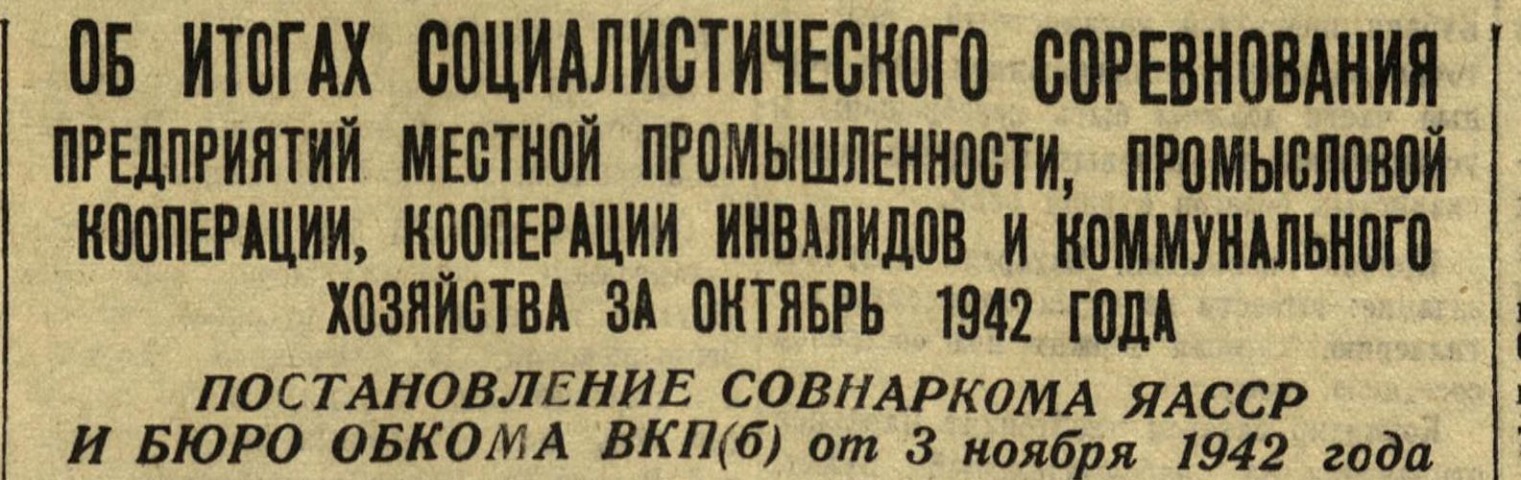 ОБ ИТОГАХ СОЦИАЛИСТИЧЕСКОГО СОРЕВНОВАНИЯ
ПРЕДПРИЯТИЙ МЕСТНОЙ ПРОМЫШЛЕННОСТИ, ПРОМЫСЛОВОЙ
КООПЕРАЦИИ, КООПЕРАЦИИ ИНВАЛИДОВ И КОММУНАЛЬНОГО
ХОЗЯЙСТВА ЗА ОКТЯБРЬ 1942 ГОДА
ПОСТАНОВЛЕНИЕ СОВНАРКОМА ЯАССР
И БЮРО ОБКОМА ВКП(б) от 3 ноября 1942 года